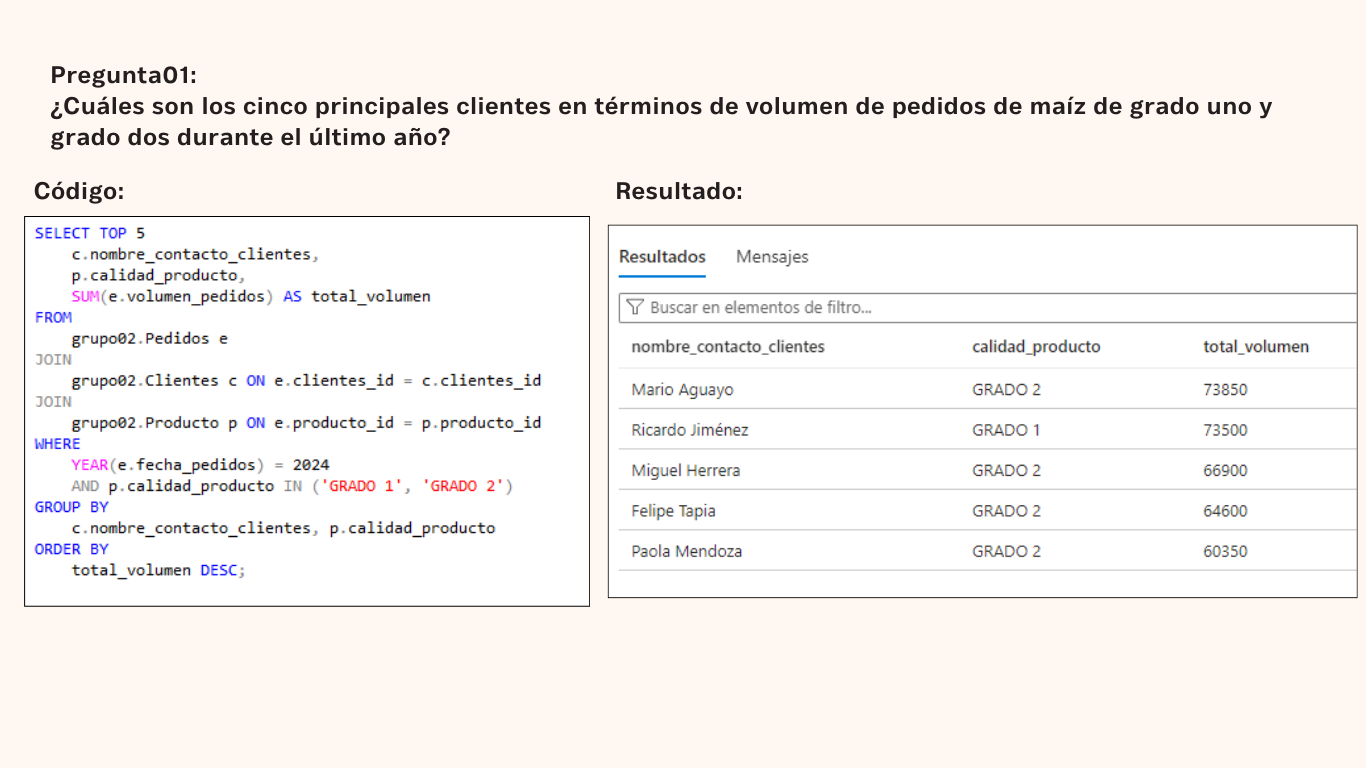 Pregunta01:
¿Cuáles son los cinco principales clientes en términos de volumen de pedidos de maíz de grado uno y
grado dos durante el último año?
Código:
SELECT TOP 5
c.nombre_contacto_clientes,
p.calidad_producto,
SUM(e.volumen_pedidos) AS total_volumen
FROM
grupo02.Pedidos e
JOIN
grupo02.Clientes c ON e.clientes_id = c.clientes_id
JOIN
grupo02.Producto p ON e.producto_id = p.producto_id
WHERE
YEAR(e.fecha_pedidos) = 2024
AND p.calidad_producto IN ('GRADO 1', 'GRADO 2')
GROUP BY
c.nombre_contacto_clientes, p.calidad_producto
ORDER BY
total_volumen DESC;
Resultado:
Resultados Mensajes
Buscar en elementos de filtro...
nombre_contacto_clientes calidad_producto total_volumen
Mario Aguayo GRADO 2 73850
Ricardo Jiménez GRADO 1 73500
Miguel Herrera GRADO 2 66900
Felipe Tapia GRADO 2 64600
Paola Mendoza GRADO 2 60350